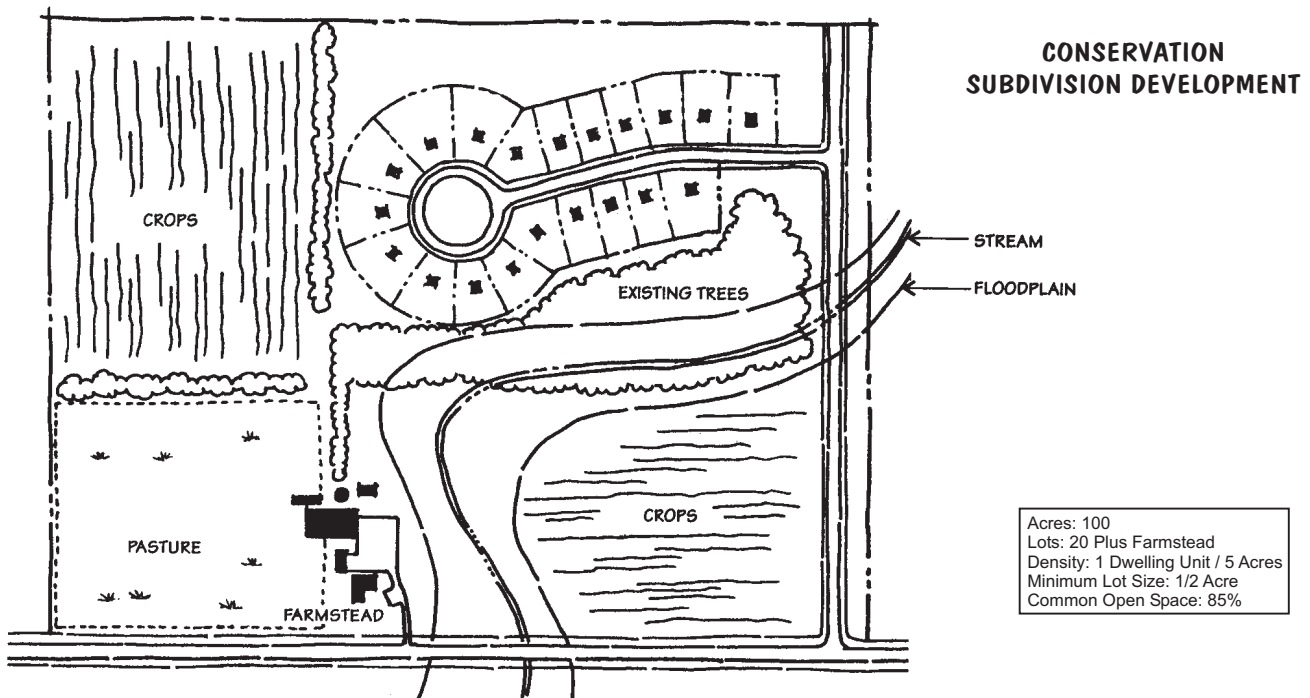 CONSERVATION
SUBDIVISION DEVELOPMENT
CROPS
STREAM
EXISTING TREES
FLOODPLAIN
CROPS
PASTURE
FARMSTEAD
Acres: 100
Lots: 20 Plus Farmstead
Density: 1 Dwelling Unit / 5 Acres
Minimum Lot Size: 1/2 Acre
Common Open Space: 85%